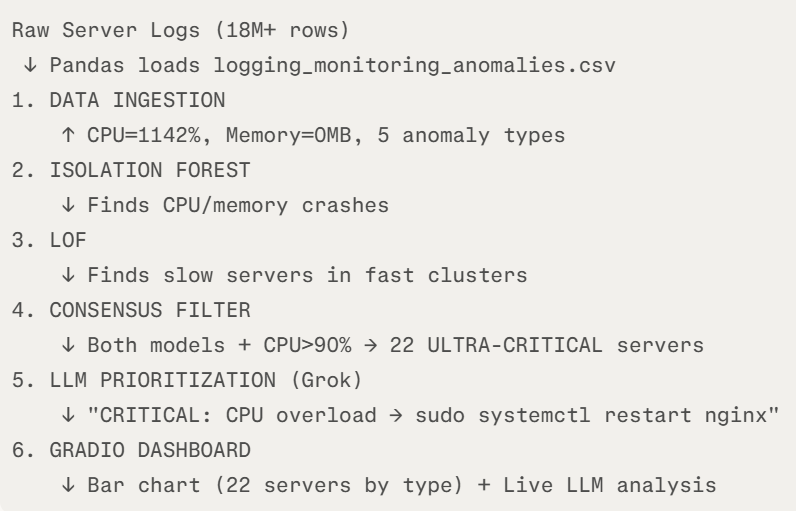 Raw Server Logs (18M+ rows)
↓ Pandas loads logging_monitoring_anomalies.csv
1. DATA INGESTION
↑ CPU=1142%, Memory=0MB, 5 anomaly types
2. ISOLATION FOREST
↓ Finds CPU/memory crashes
3. LOF
↓ Finds slow servers in fast clusters
4. CONSENSUS FILTER
↓ Both models + CPU>90% → 22 ULTRA-CRITICAL servers
5. LLM PRIORITIZATION (Grok)
↓ "CRITICAL: CPU overload → sudo systemctl restart nginx"
6. GRADIO DASHBOARD
↓ Bar chart (22 servers by type) + Live LLM analysis